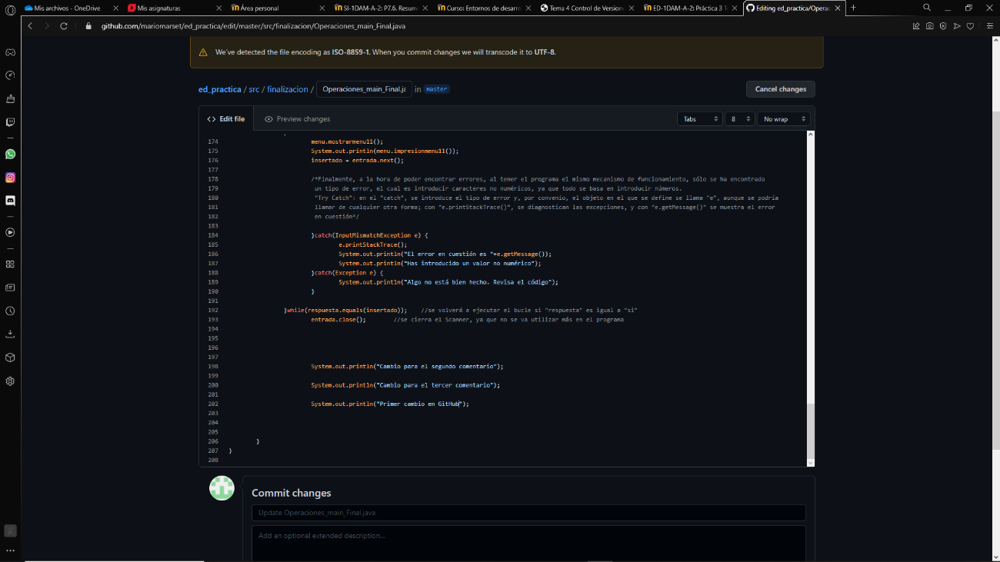 Mis archivos - OneDrive
Mis asignaturas
Área personal
SI-1DAM-A-2: P7.6. Resum
Curso: Entornos de desarro
Tema 4 Control de Version
ED-1DAM-A-2: Práctica 3 T
Editing ed_practica/Opera
github.com/mariomarset/ed_practica/edit/master/src/finalizacion/Operaciones_main_Final.java
We've detected the file encoding as ISO-8859-1. When you commit changes we will transcode it to UTF-8.
ed_practica / src / finalizacion / Operaciones_main_Final.ja in master
Cancel changes
<> Edit file
Preview changes
Tabs
8
No wrap
174 menu.mostrarmenu11();
175 System.out.println(menu.impresionmenu11());
176 insertado = entrada.next();
177
178 /*Finalmente, a la hora de poder encontrar errores, al tener el programa el mismo mecanismo de funcionamiento, sólo se ha encontrado
179 un tipo de error, el cual es introducir caracteres no numéricos, ya que todo se basa en introducir números.
180 "Try Catch": en el "catch", se introduce el tipo de error y, por convenio, el objeto en el que se define se llama "e", aunque se podría
181 llamar de cualquier otra forma; con "e.printStackTrace()", se diagnostican las excepciones, y con "e.getMessage()" se muestra el error
182 en cuestión*/
183
184 }catch(InputMismatchException e) {
185 e.printStackTrace();
186 System.out.println("El error en cuestión es "+e.getMessage());
187 System.out.println("Has introducido un valor no numérico");
188 }catch(Exception e) {
189 System.out.println("Algo no está bien hecho. Revisa el código");
190 }
191
192 }while(respuesta.equals(insertado)); //se volverá a ejecutar el bucle si "respuesta" es igual a "si"
193 entrada.close(); //se cierra el Scanner, ya que no se va utilizar más en el programa
194
195
196
197
198 System.out.println("Cambio para el segundo comentario");
199
200 System.out.println("Cambio para el tercer comentario");
201
202 System.out.println("Primer cambio en GitHub");
203
204
205
206 }
207 }
208
Commit changes
Update Operaciones_main_Final.java
Add an optional extended description...